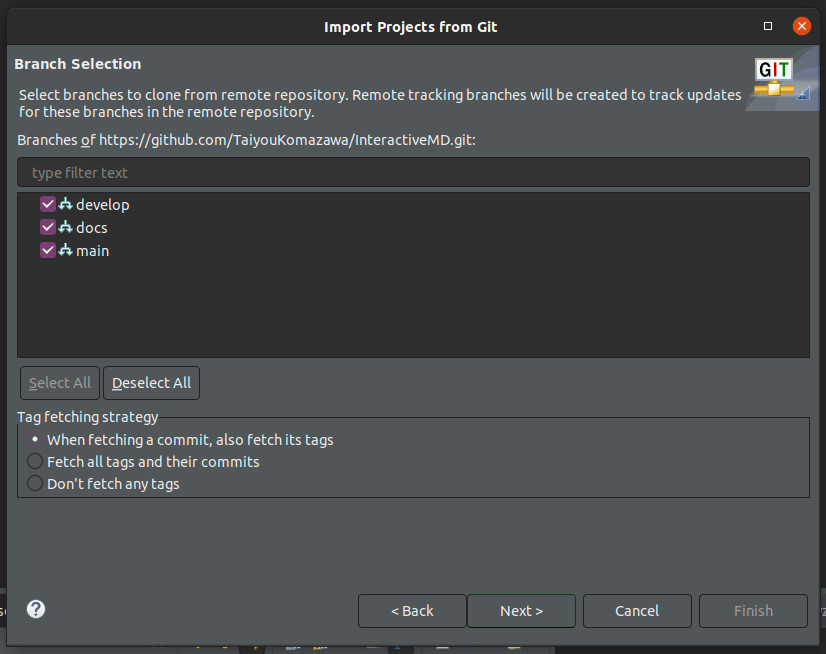 Import Projects from Git
Branch Selection
GIT
Select branches to clone from remote repository. Remote tracking branches will be created to track updates
for these branches in the remote repository.
Branches of https://github.com/TaiyouKomazawa/InteractiveMD.git:
type filter text
develop
docs
main
Select All
Deselect All
Tag fetching strategy
When fetching a commit, also fetch its tags
Fetch all tags and their commits
Don't fetch any tags
?
< Back
Next >
Cancel
Finish